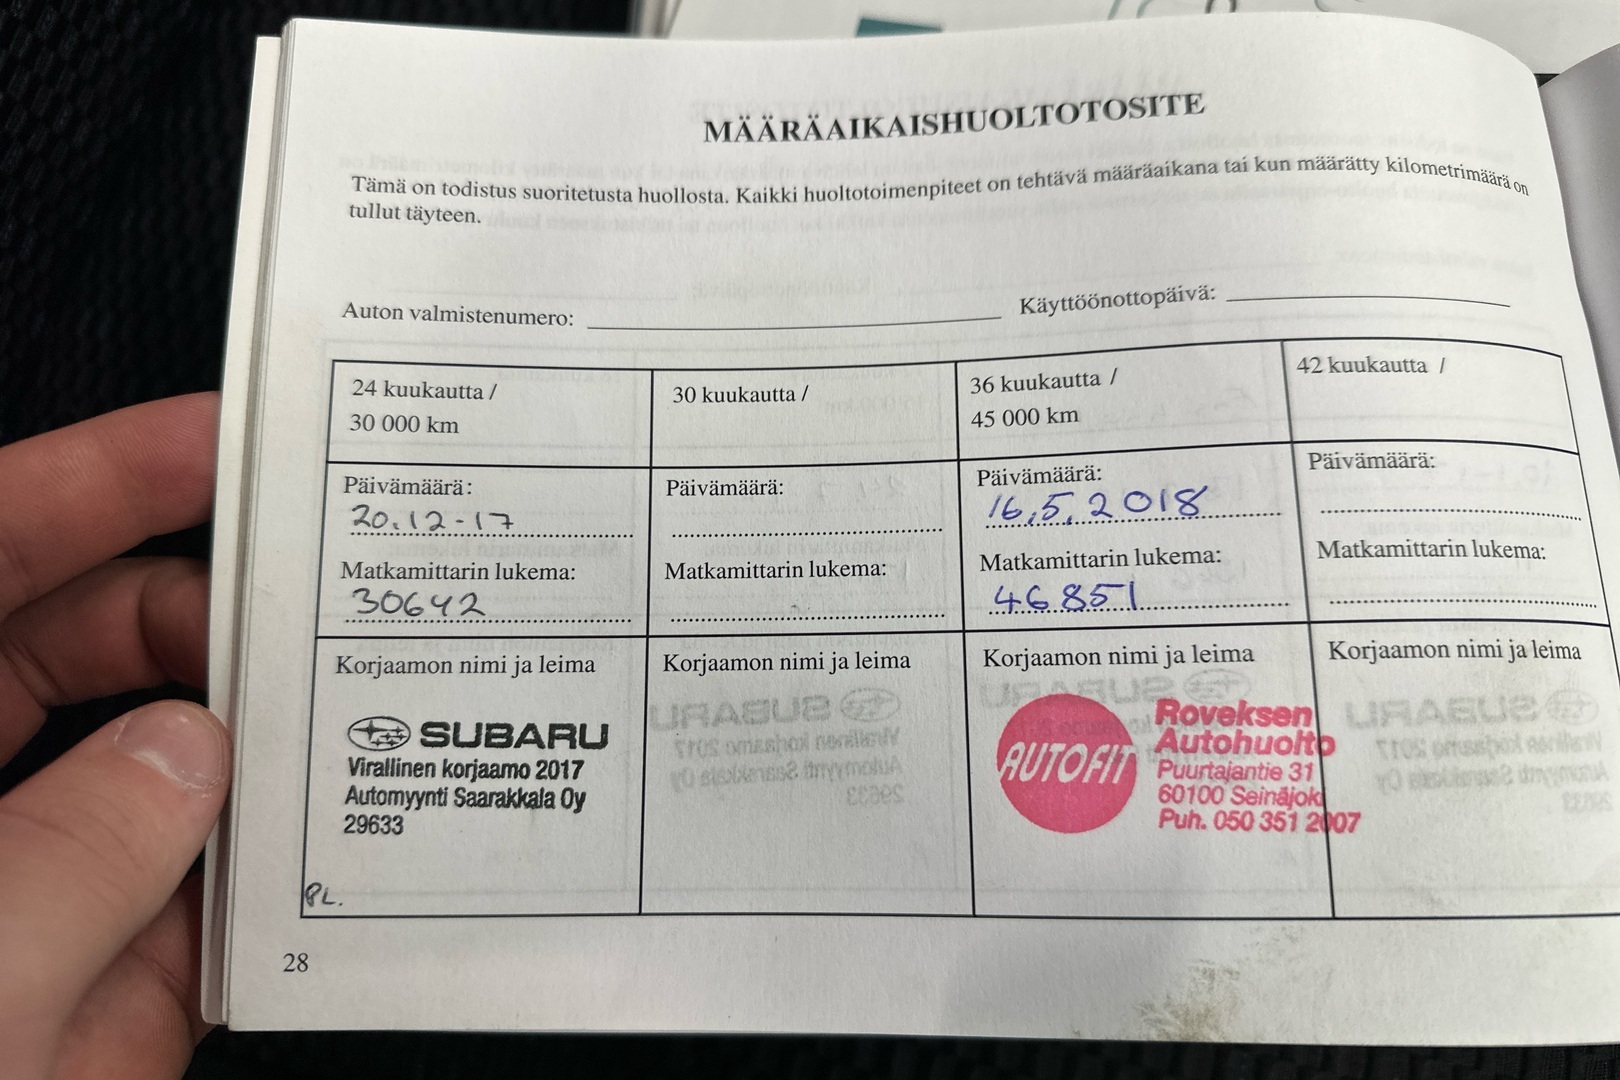 MÄÄRÄAIKAISHUOLTOTOSITE
Tämä on todistus suoritetusta huollosta. Kaikki huoltotoimenpiteet on tehtävä määräaikana tai kun määrätty kilometrimäärä on
tullut täyteen.
Auton valmistenumero:
Käyttöönottopäivä:
24 kuukautta /
30 000 km
Päivämäärä:
20.12-17
Matkamittarin lukema:
30642
Korjaamon nimi ja leima
SUBARU
Virallinen korjaamo 2017
Automyynti Saarakkala Oy
29633
PL.
30 kuukautta /
Päivämäärä:
Matkamittarin lukema:
Korjaamon nimi ja leima
36 kuukautta /
45 000 km
Päivämäärä:
16.5.2018
Matkamittarin lukema:
46851
Korjaamon nimi ja leima
AUTOFIT
Roveksen
Autohuolto
Puurtajantie 31
60100 Seinäjoki
Puh. 050 351 2007
42 kuukautta /
Päivämäärä:
Matkamittarin lukema:
Korjaamon nimi ja leima
28